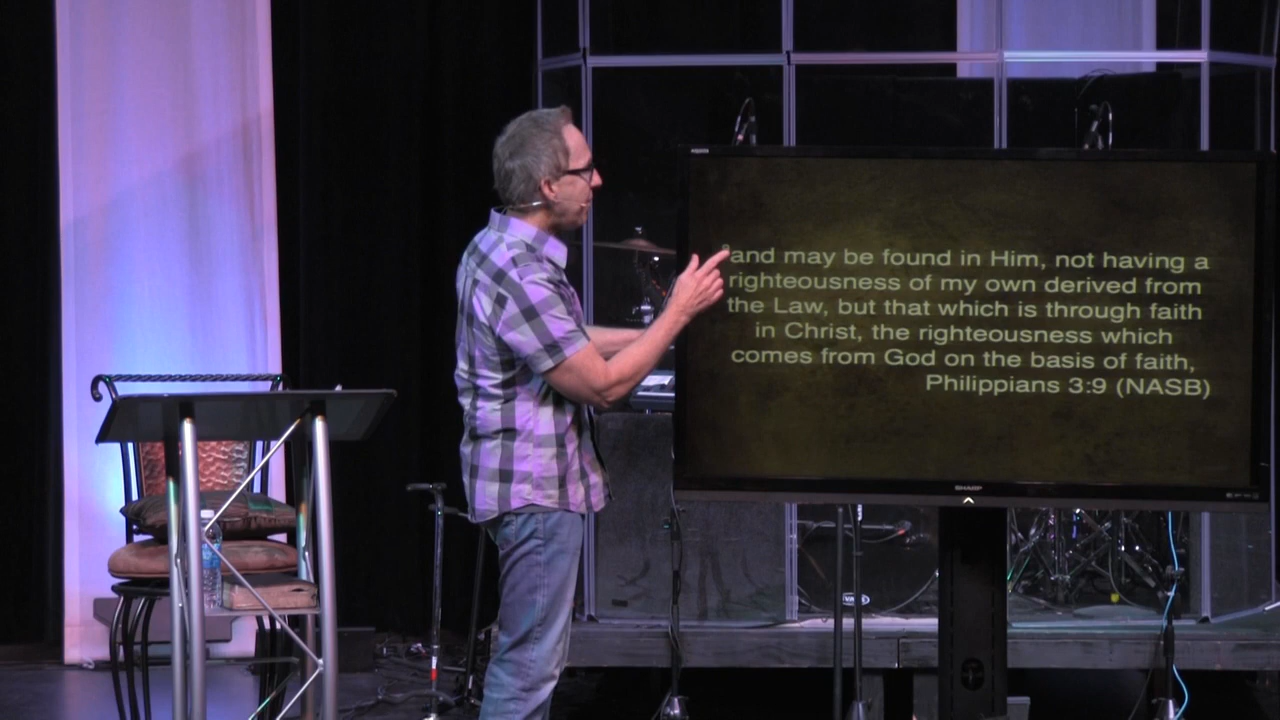 and may be found in Him, not having a
righteousness of my own derived from
the Law, but that which is through faith
in Christ, the righteousness which
comes from God on the basis of faith,
Philippians 3:9 (NASB)
SHARP